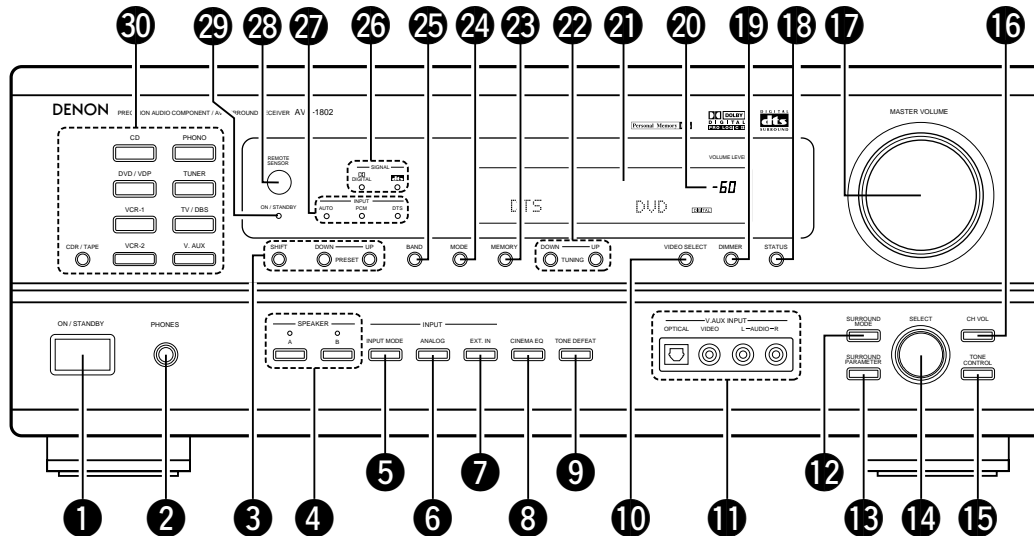 30 29 28 27 26 25 24 23 22 21 20 19 18 17 16
DENON PRECISION AUDIO COMPONENT / AV SURROUND RECEIVER
Personal Memory
DOLBY DIGITAL PRO LOGIC II
DIGITAL dts SURROUND
MASTER VOLUME
CD PHONO
DVD / VDP TUNER
VCR-1 TV / DBS
CDR / TAPE VCR-2 V. AUX
REMOTE SENSOR
ON / STANDBY
SIGNAL
DIGITAL dts
INPUT
AUTO PCM DTS
VOLUME LEVEL
-60
DTS DVD DIGITAL
SHIFT DOWN UP
PRESET
BAND MODE MEMORY
DOWN UP
TUNING
VIDEO SELECT DIMMER STATUS
ON / STANDBY PHONES
SPEAKER
A B
INPUT
INPUT MODE ANALOG EXT. IN CINEMA EQ TONE DEFEAT
V.AUX INPUT
OPTICAL VIDEO L AUDIO R
SURROUND MODE
SURROUND PARAMETER
SELECT
CH VOL
TONE CONTROL
1 2 3 4 5 6 7 8 9 10 11 12 13 14 15